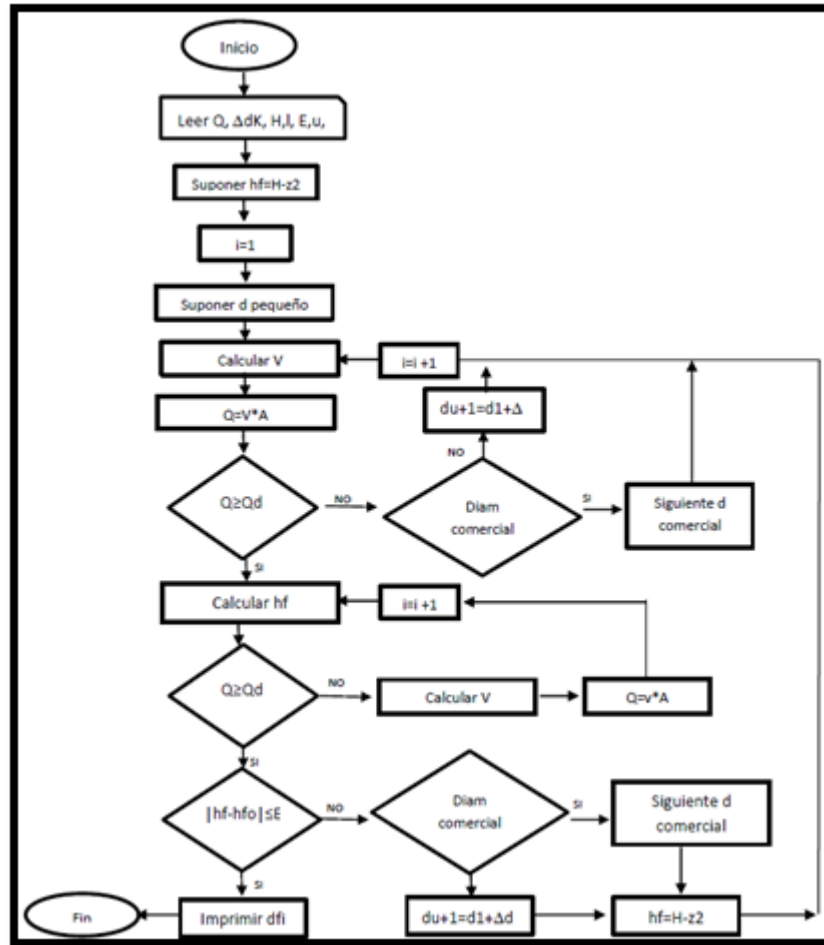 Inicio
Leer Q, ΔdK, H,l, E,u,
Suponer hf=H-z2
i=1
Suponer d pequeño
Calcular V
i=i +1
Q=V*A
du+1=d1+Δ
NO
Q≥Qd
NO
Diam
comercial
SI
Siguiente d
comercial
SI
Calcular hf
i=i +1
Q≥Qd
NO
Calcular V
Q=v*A
SI
|hf-hfo|≤E
NO
Diam
comercial
SI
Siguiente d
comercial
SI
Fin
Imprimir dfi
du+1=d1+Δd
hf=H-z2